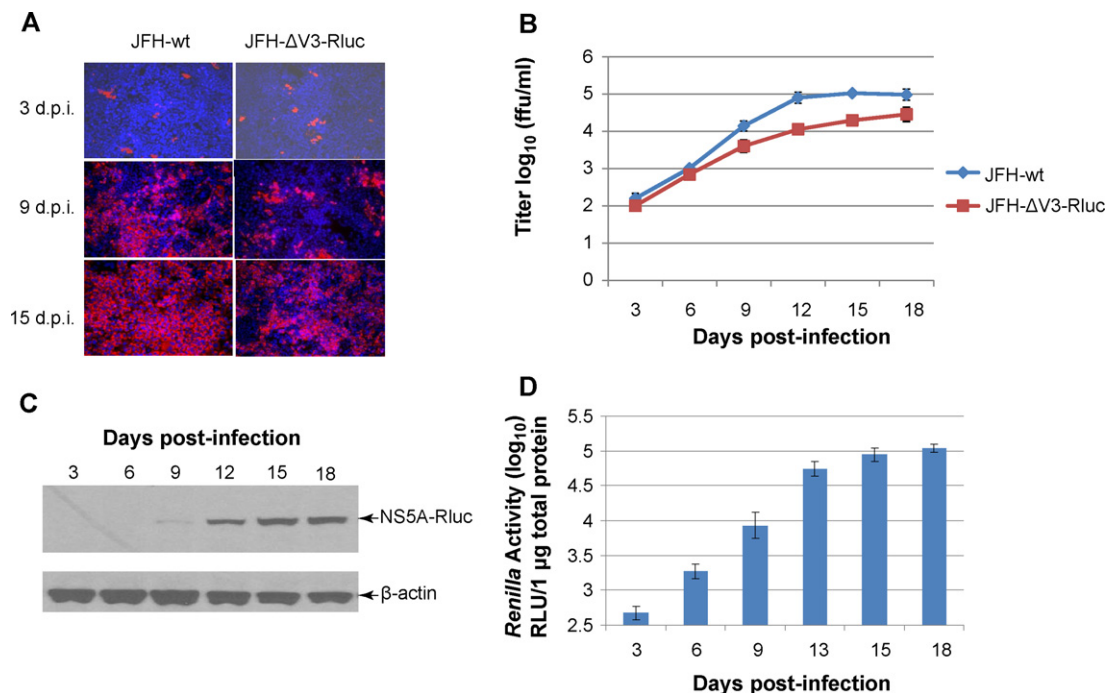 A
JFH-wt JFH-ΔV3-Rluc
3 d.p.i.
9 d.p.i.
15 d.p.i.
B
Titer log10 (ffu/ml)
6
5
4
3
2
1
0
3 6 9 12 15 18
Days post-infection
JFH-wt
JFH-ΔV3-Rluc
C
Days post-infection
3 6 9 12 15 18
NS5A-Rluc
β-actin
D
Renilla Activity (log10)
RLU/1 µg total protein
5.5
5
4.5
4
3.5
3
2.5
3 6 9 13 15 18
Days post-infection